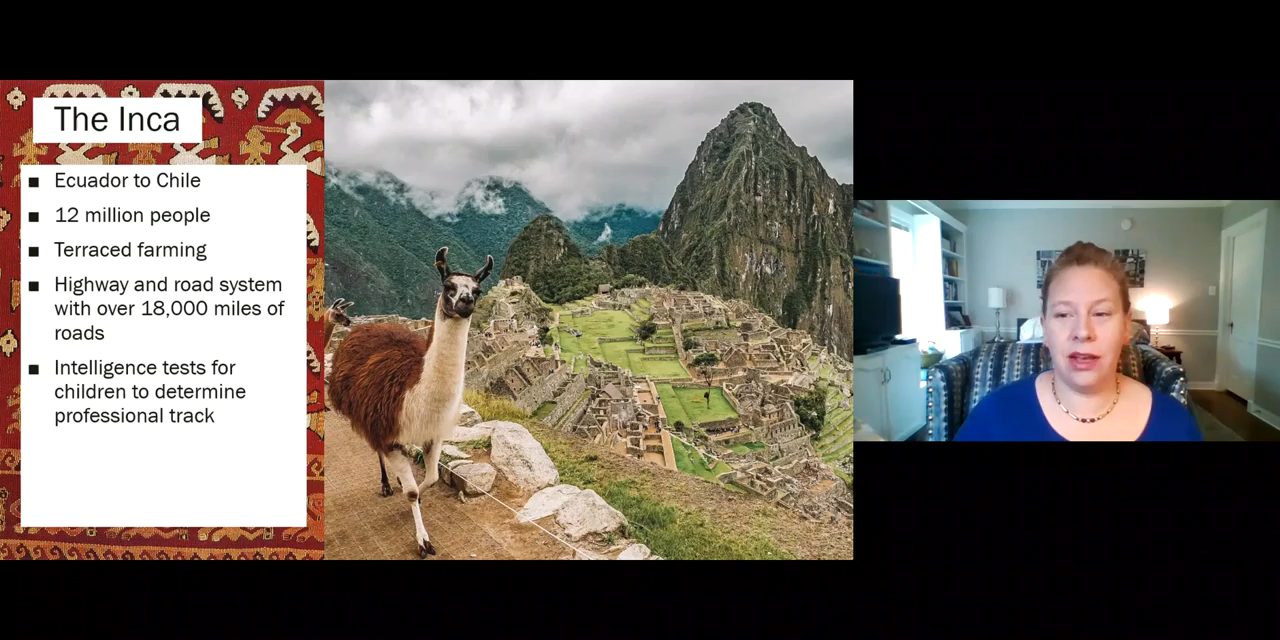 The Inca
■ Ecuador to Chile
■ 12 million people
■ Terraced farming
■ Highway and road system
with over 18,000 miles of
roads
■ Intelligence tests for
children to determine
professional track